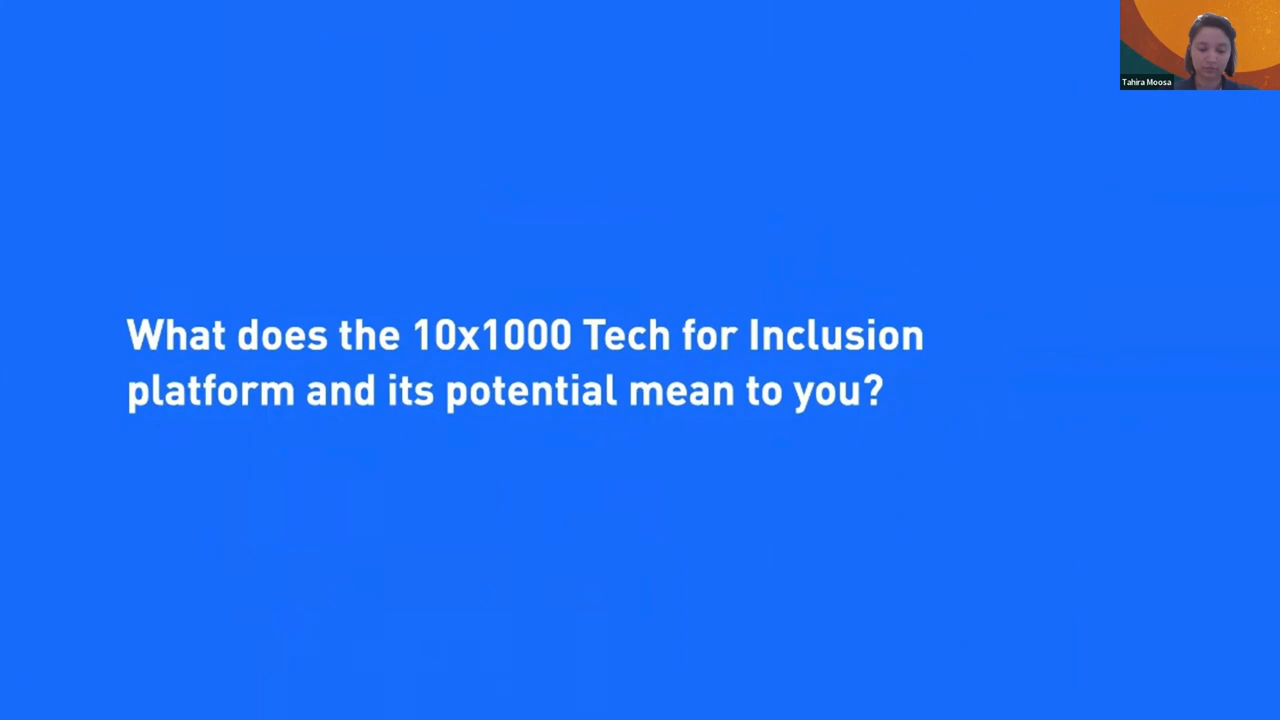 Tahira Moosa
What does the 10x1000 Tech for Inclusion
platform and its potential mean to you?